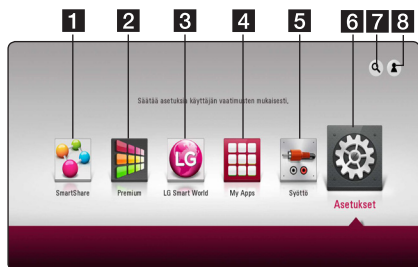 1 2 3 4 5 6 7 8
Säätää asetuksia käyttäjän vaatimusten mukaisesti.
LG
SmartShare Premium LG Smart World My Apps Syöttö Asetukset